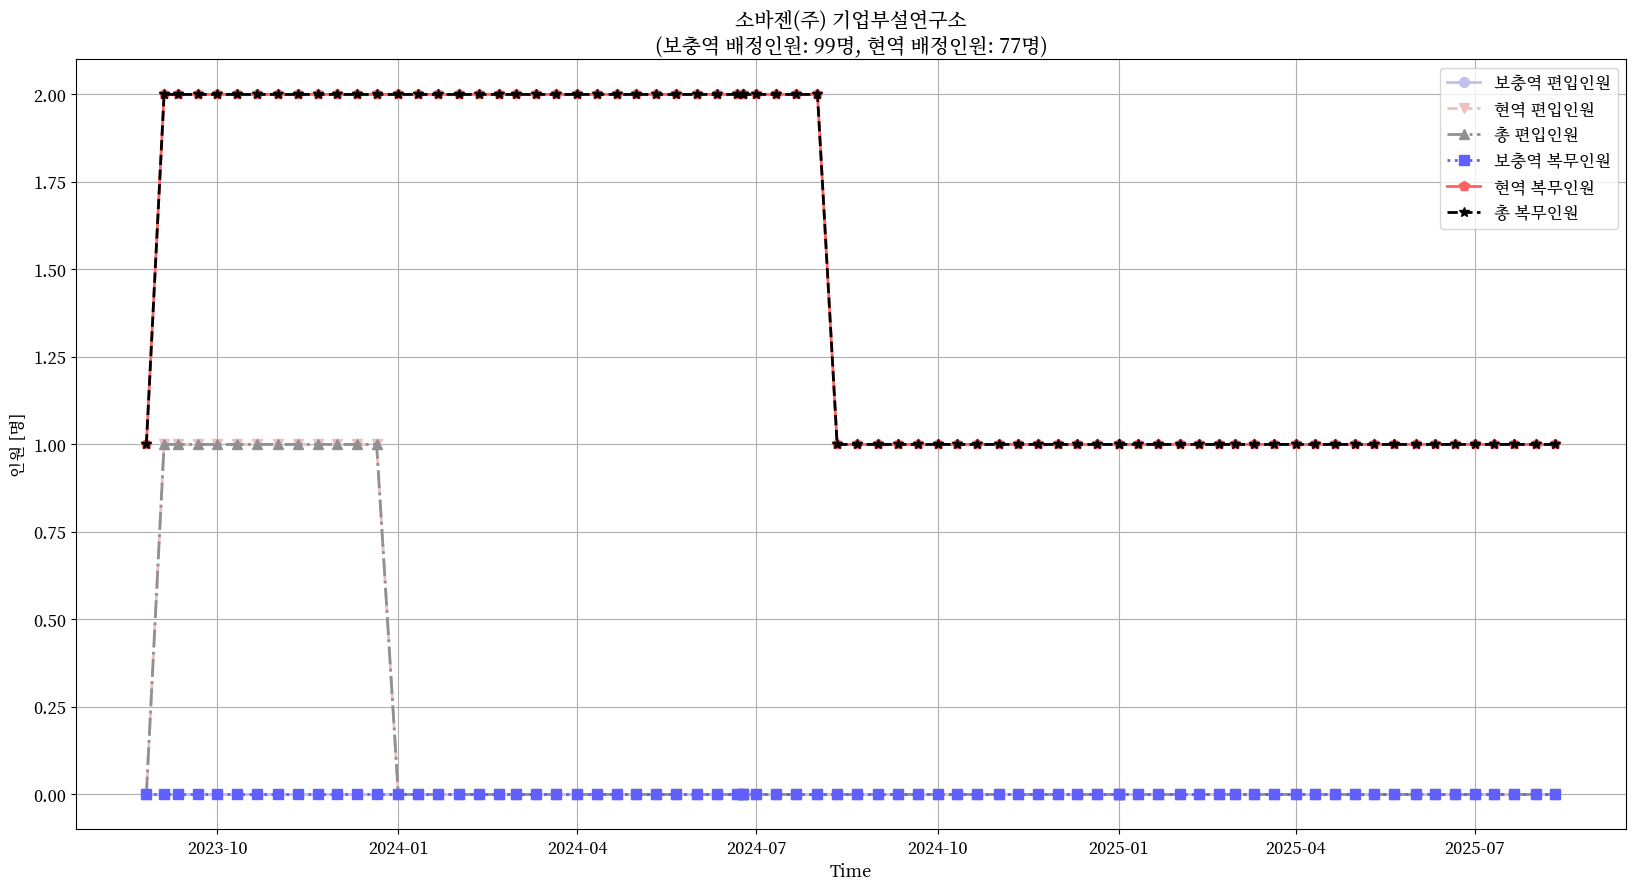 소바젠(주) 기업부설연구소
(보충역 배정인원: 99명, 현역 배정인원: 77명)
보충역 편입인원
현역 편입인원
총 편입인원
보충역 복무인원
현역 복무인원
총 복무인원
2.00
1.75
1.50
1.25
1.00
0.75
0.50
0.25
0.00
인원 [명]
2023-10
2024-01
2024-04
2024-07
2024-10
2025-01
2025-04
2025-07
Time